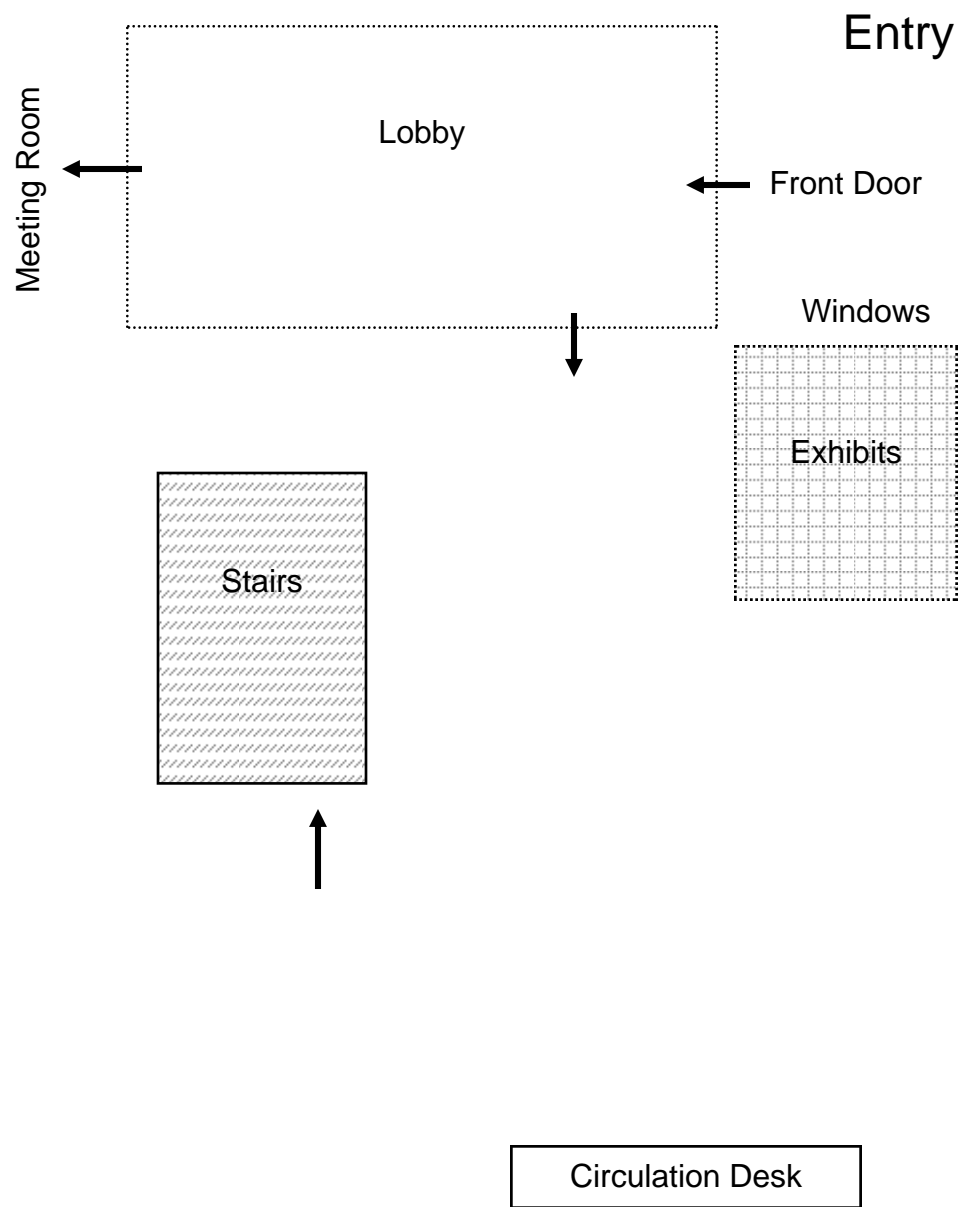 Entry
Lobby
Meeting Room
Front Door
Windows
Exhibits
Stairs
Circulation Desk